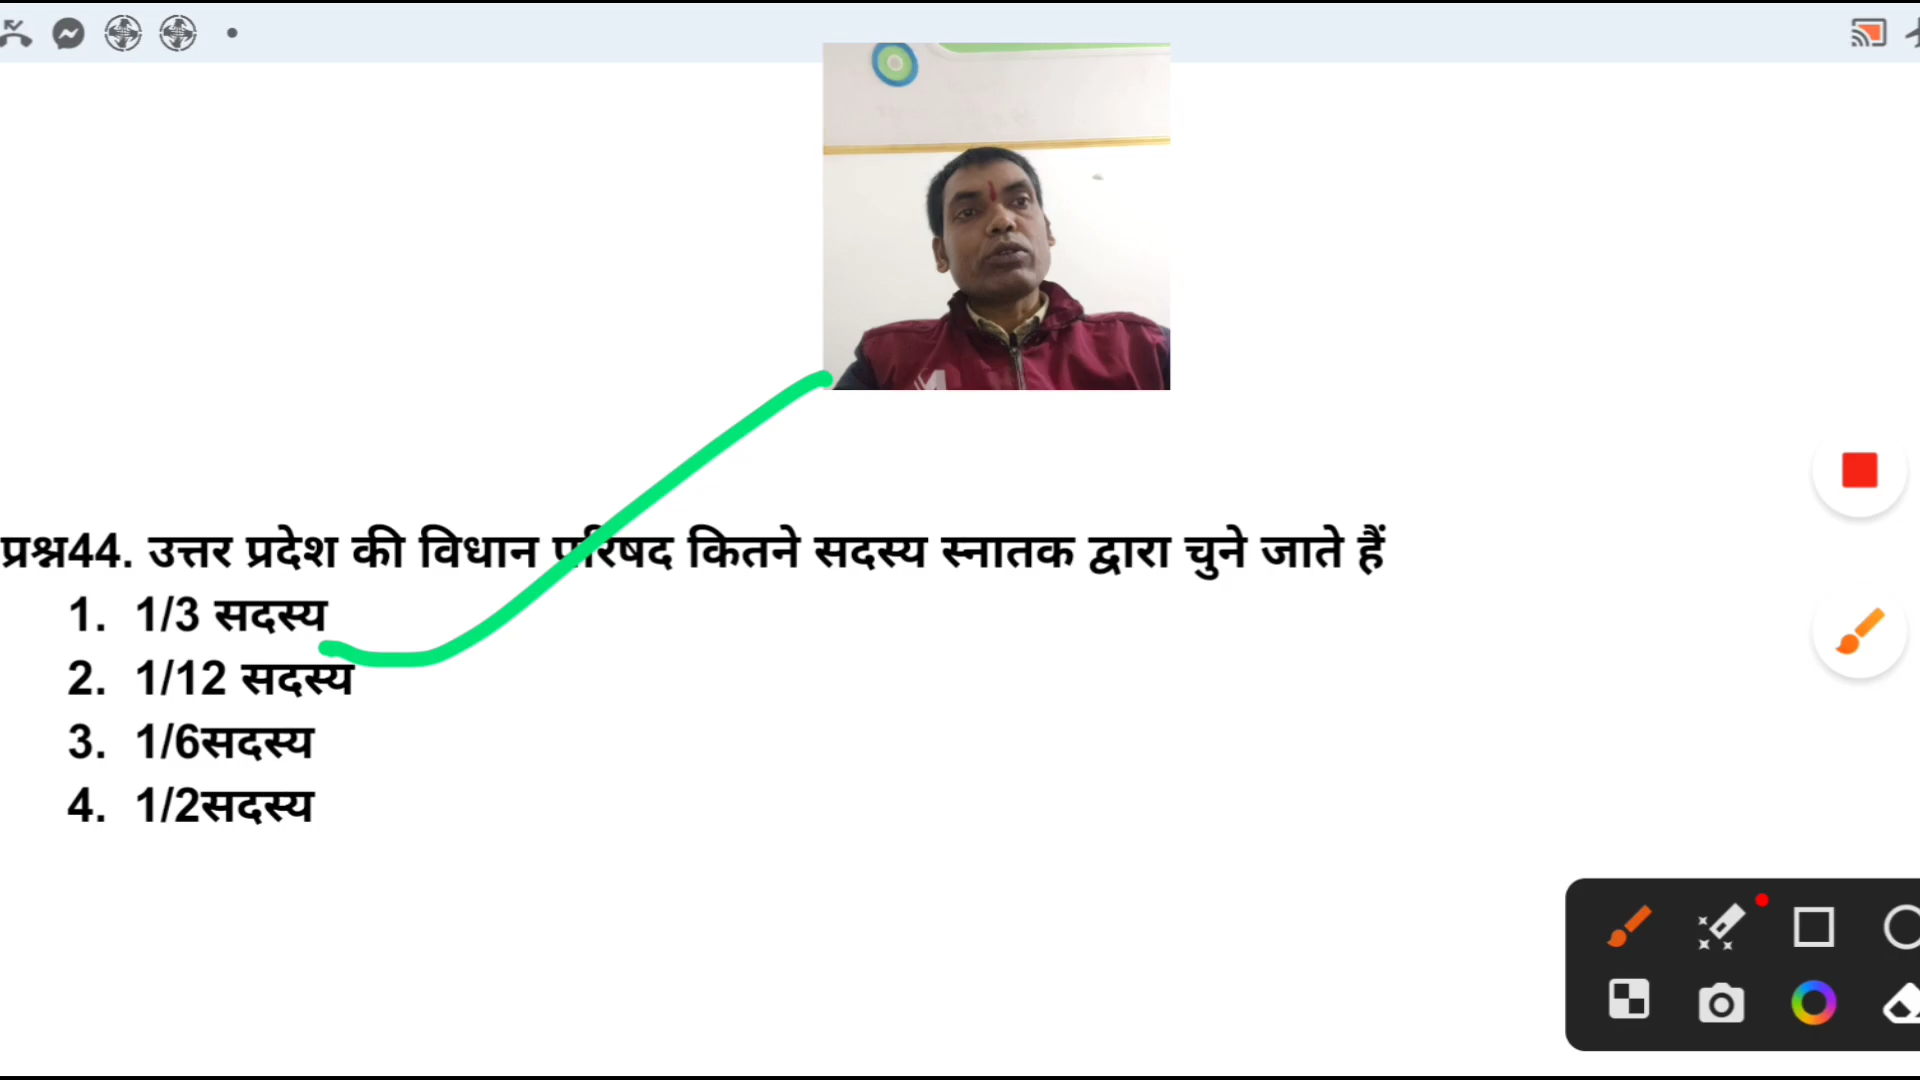 प्रश्न44. उत्तर प्रदेश की विधान परिषद कितने सदस्य स्नातक द्वारा चुने जाते हैं
1. 1/3 सदस्य
2. 1/12 सदस्य
3. 1/6सदस्य
4. 1/2सदस्य